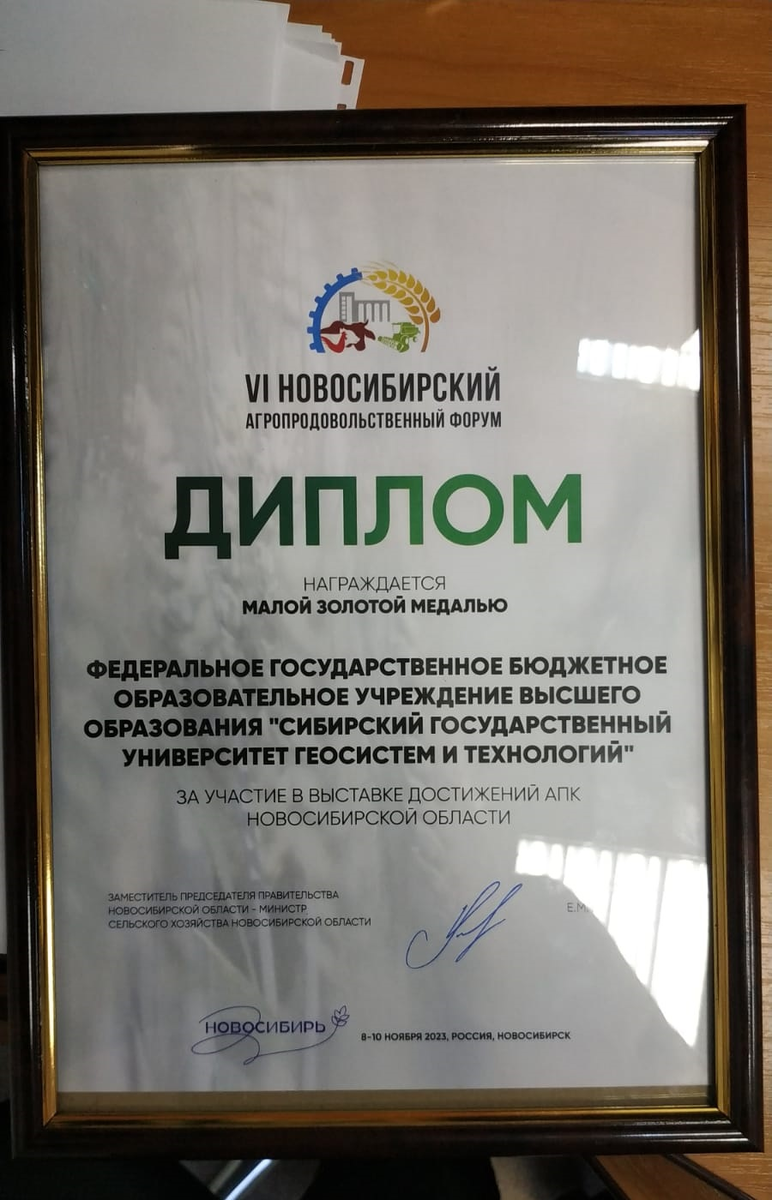 VI НОВОСИБИРСКИЙ
АГРОПРОДОВОЛЬСТВЕННЫЙ ФОРУМ
ДИПЛОМ
НАГРАЖДАЕТСЯ
МАЛОЙ ЗОЛОТОЙ МЕДАЛЬЮ
ФЕДЕРАЛЬНОЕ ГОСУДАРСТВЕННОЕ БЮДЖЕТНОЕ
ОБРАЗОВАТЕЛЬНОЕ УЧРЕЖДЕНИЕ ВЫСШЕГО
ОБРАЗОВАНИЯ "СИБИРСКИЙ ГОСУДАРСТВЕННЫЙ
УНИВЕРСИТЕТ ГЕОСИСТЕМ И ТЕХНОЛОГИЙ"
ЗА УЧАСТИЕ В ВЫСТАВКЕ ДОСТИЖЕНИЙ АПК
НОВОСИБИРСКОЙ ОБЛАСТИ
ЗАМЕСТИТЕЛЬ ПРЕДСЕДАТЕЛЯ ПРАВИТЕЛЬСТВА
НОВОСИБИРСКОЙ ОБЛАСТИ - МИНИСТР
СЕЛЬСКОГО ХОЗЯЙСТВА НОВОСИБИРСКОЙ ОБЛАСТИ
Е.М.
НОВОСИБИРЬ
8-10 НОЯБРЯ 2023, РОССИЯ, НОВОСИБИРСК